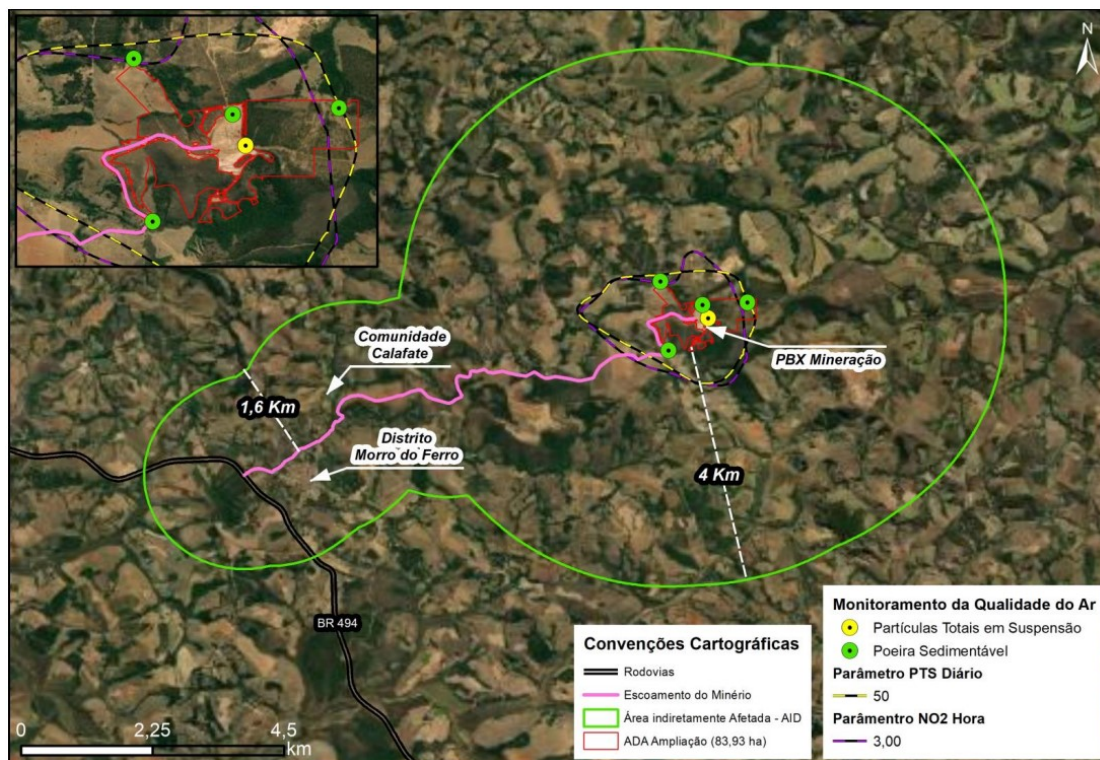 N
Comunidade
Calafate
1,6 Km
Distrito
Morro do Ferro
PBX Mineração
4 Km
BR 494
0 2,25 4,5
km
Convenções Cartográficas
Rodovias
Escoamento do Minério
Área indiretamente Afetada - AID
ADA Ampliação (83,93 ha)
Monitoramento da Qualidade do Ar
Partículas Totais em Suspensão
Poeira Sedimentável
Parâmetro PTS Diário
50
Parâmentro NO2 Hora
3,00